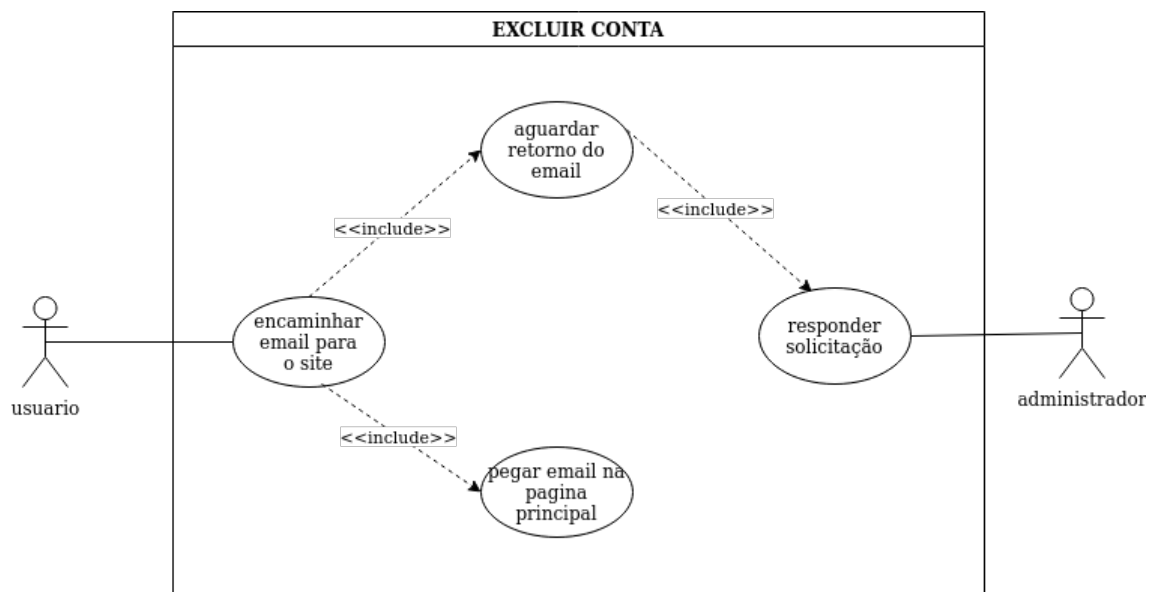 EXCLUIR CONTA
aguardar
retorno do
email
<<include>>
<<include>>
encaminhar
email para
o site
responder
solicitação
usuario
administrador
<<include>>
pegar email na
pagina
principal